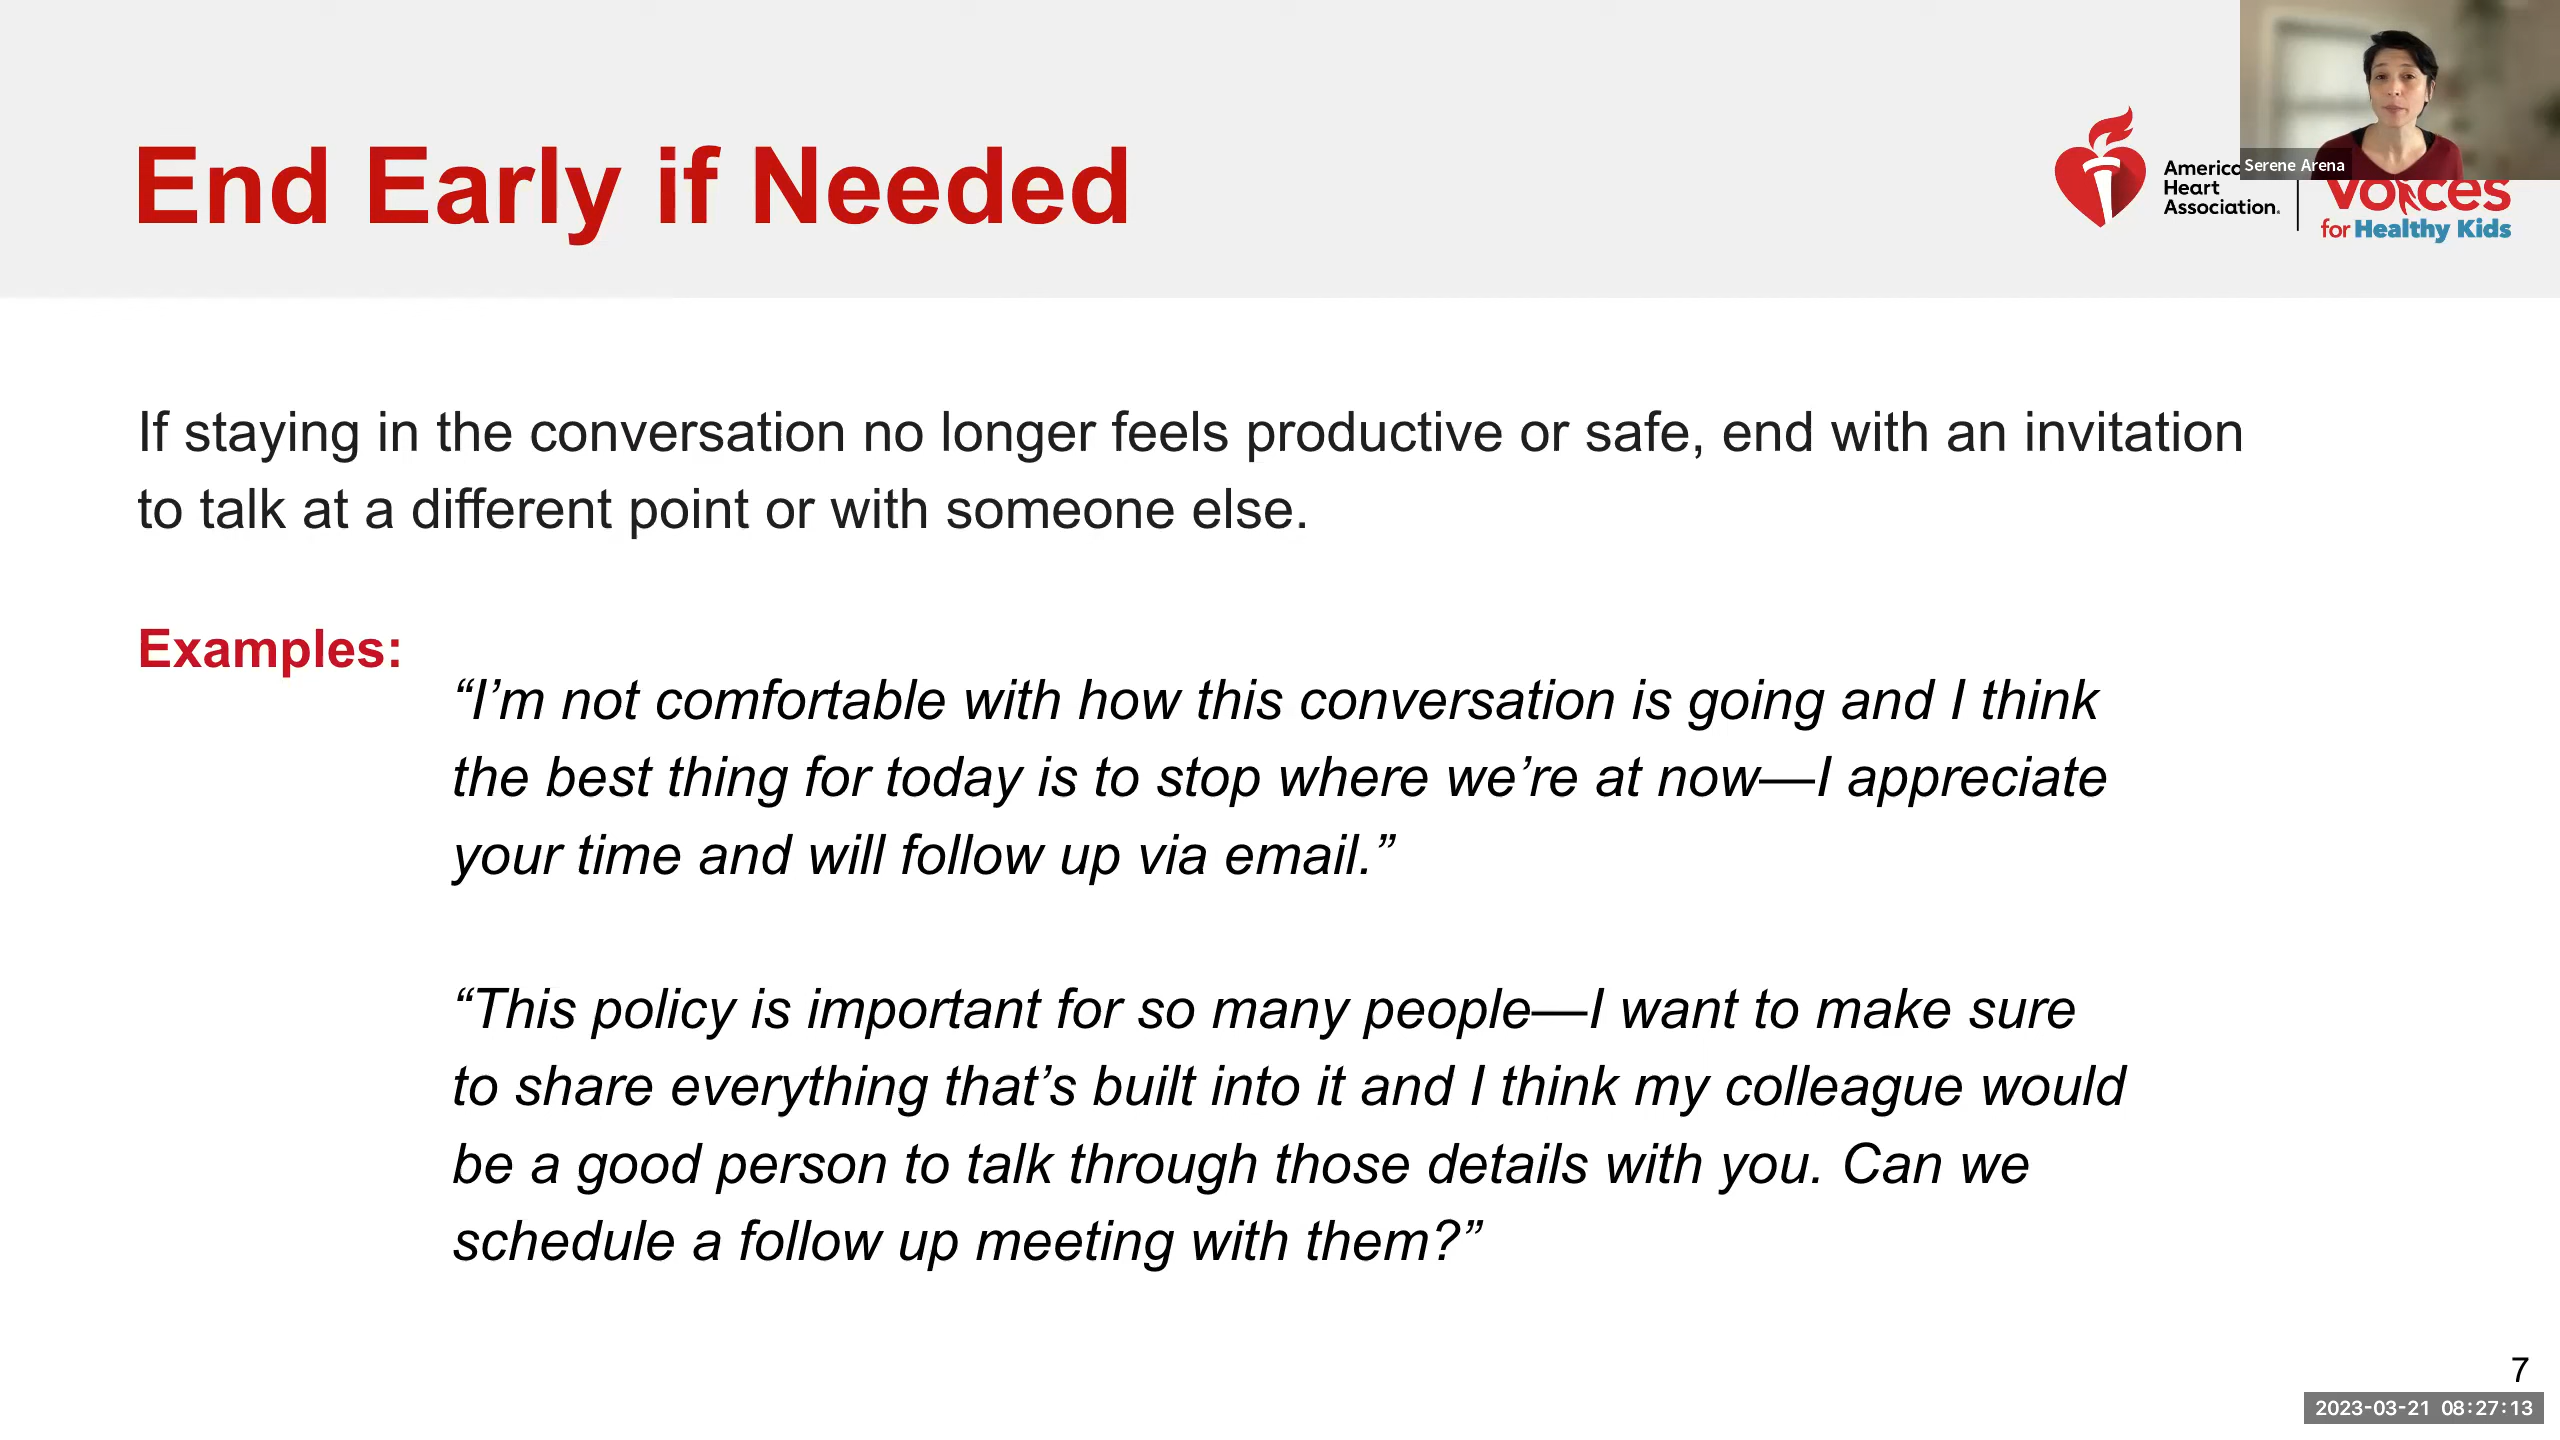 End Early if Needed
Heart
Association.
Serene Arena
for Healthy Kids
If staying in the conversation no longer feels productive or safe, end with an invitation
to talk at a different point or with someone else.
Examples:
“I’m not comfortable with how this conversation is going and I think
the best thing for today is to stop where we’re at now—I appreciate
your time and will follow up via email.”
“This policy is important for so many people—I want to make sure
to share everything that’s built into it and I think my colleague would
be a good person to talk through those details with you. Can we
schedule a follow up meeting with them?”
7
2023-03-21 08:27:13